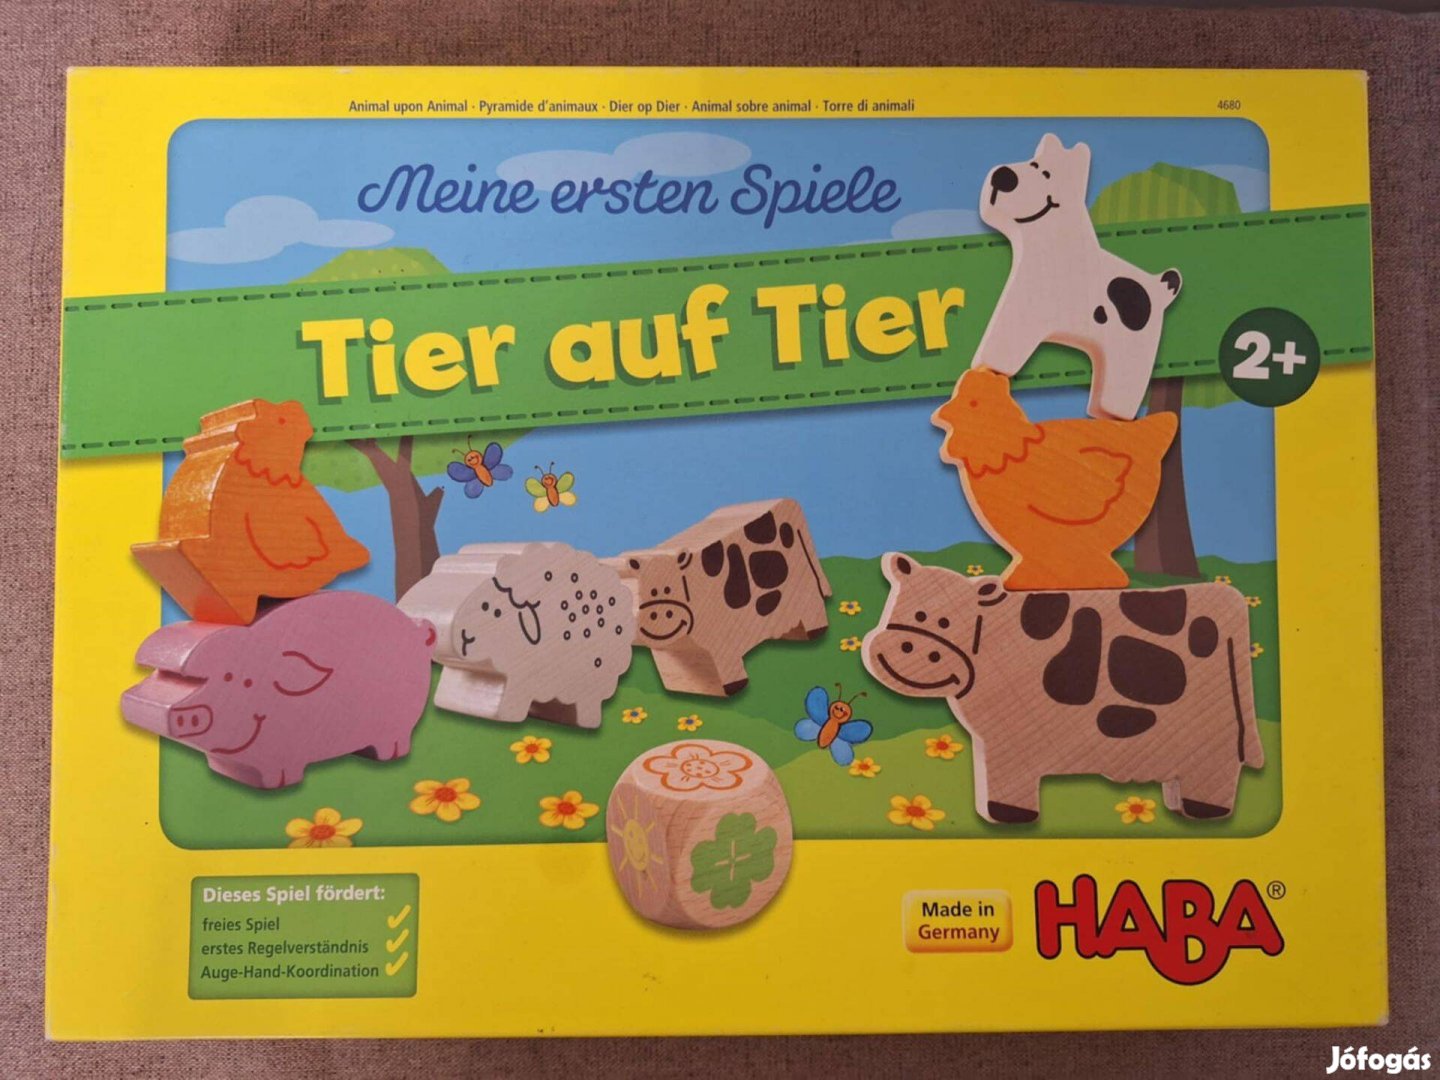 Animal upon Animal · Pyramide d'animaux · Dier op Dier · Animal sobre animal · Torre di animali
4680
Meine ersten Spiele
Tier auf Tier
2+
Dieses Spiel fördert:
freies Spiel
erstes Regelverständnis
Auge-Hand-Koordination
Made in
Germany
HABA®
Jófogás